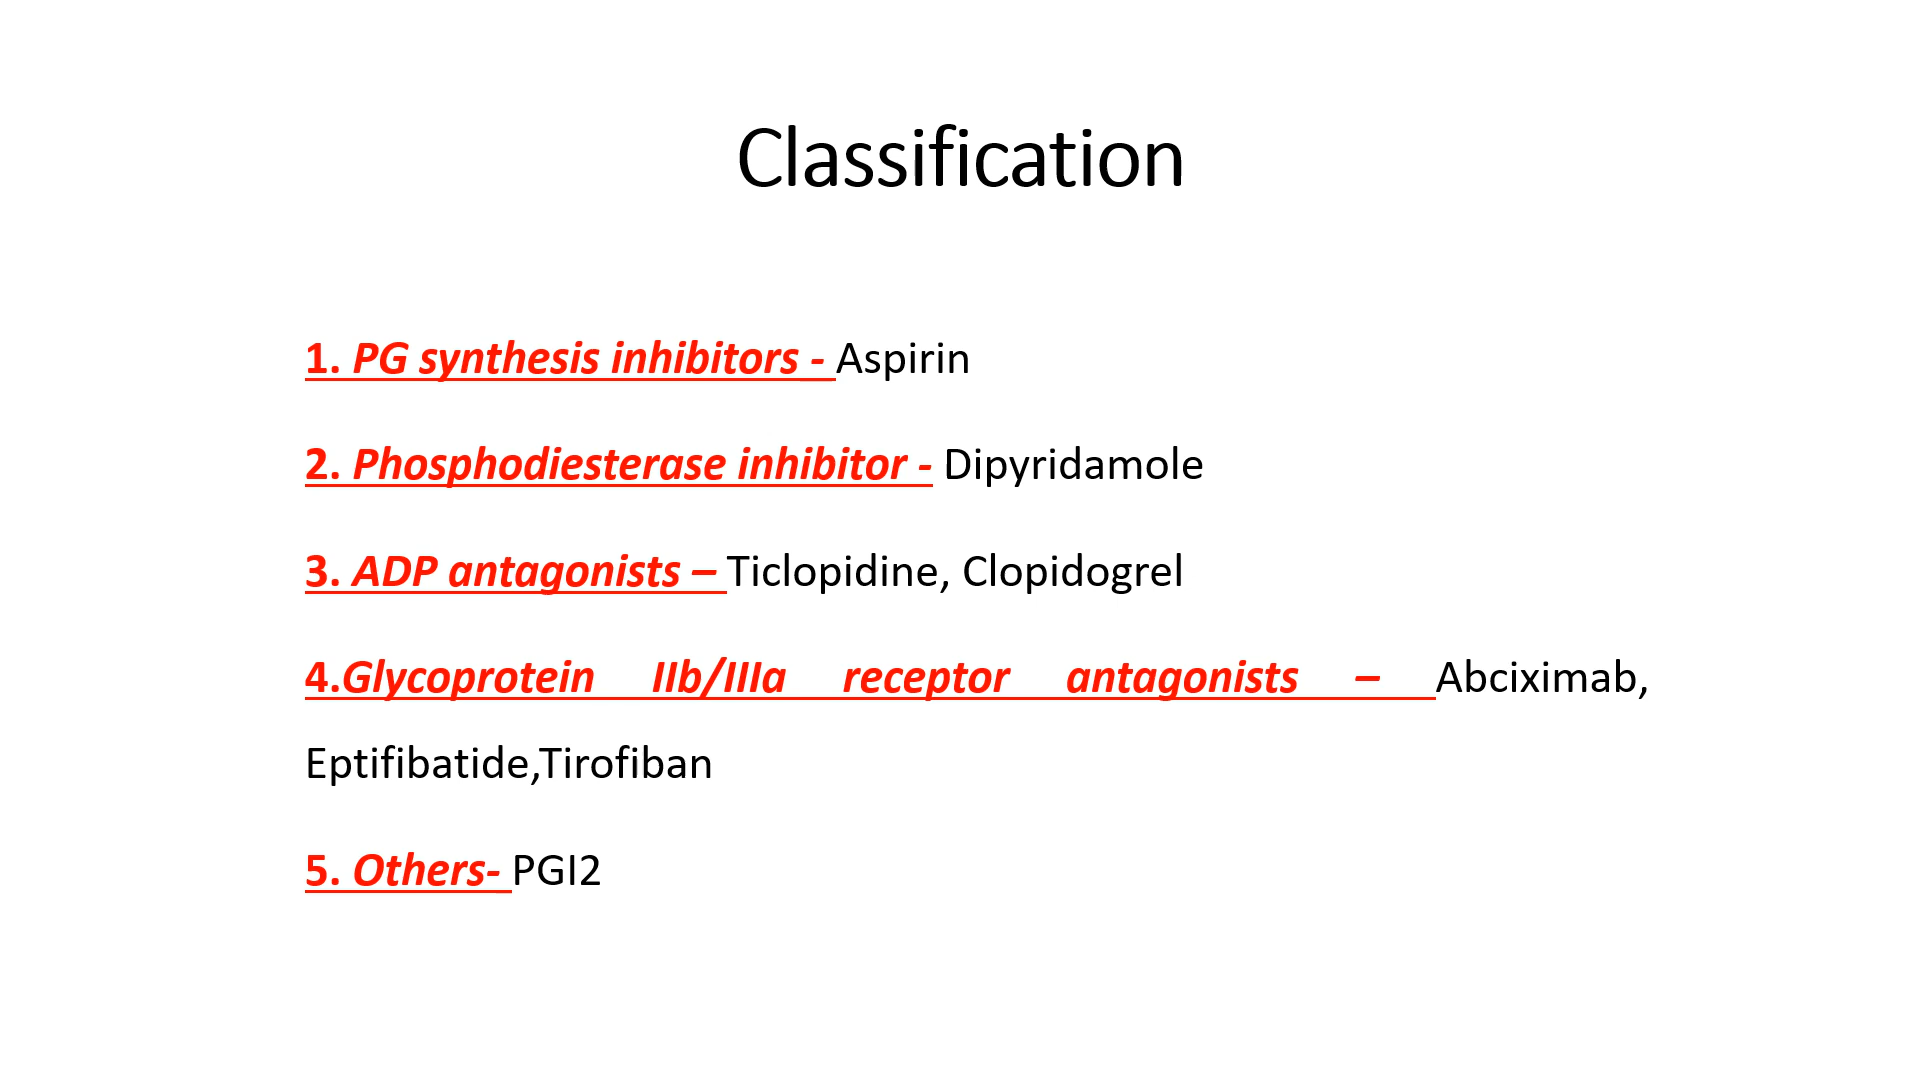 Classification
1. PG synthesis inhibitors - Aspirin
2. Phosphodiesterase inhibitor - Dipyridamole
3. ADP antagonists – Ticlopidine, Clopidogrel
4.Glycoprotein IIb/IIIa receptor antagonists – Abciximab,
Eptifibatide,Tirofiban
5. Others- PGI2